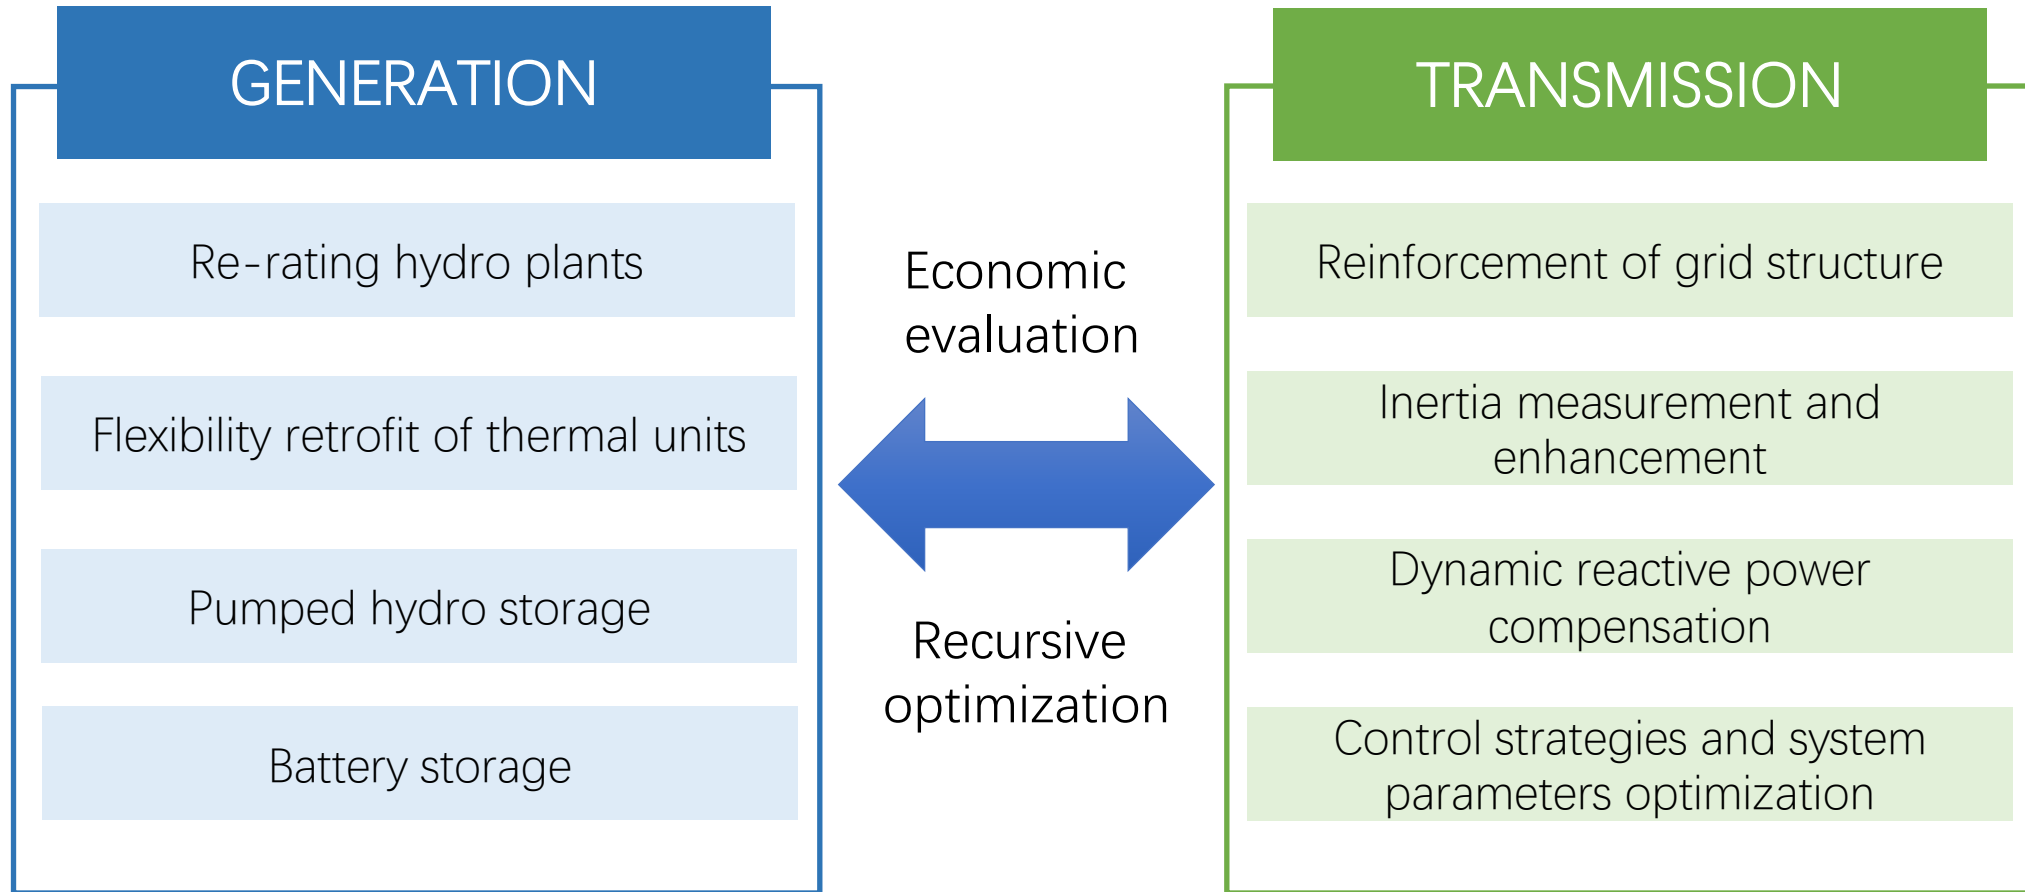 GENERATION
Re-rating hydro plants
Flexibility retrofit of thermal units
Pumped hydro storage
Battery storage
Economic
evaluation
Recursive
optimization
TRANSMISSION
Reinforcement of grid structure
Inertia measurement and
enhancement
Dynamic reactive power
compensation
Control strategies and system
parameters optimization